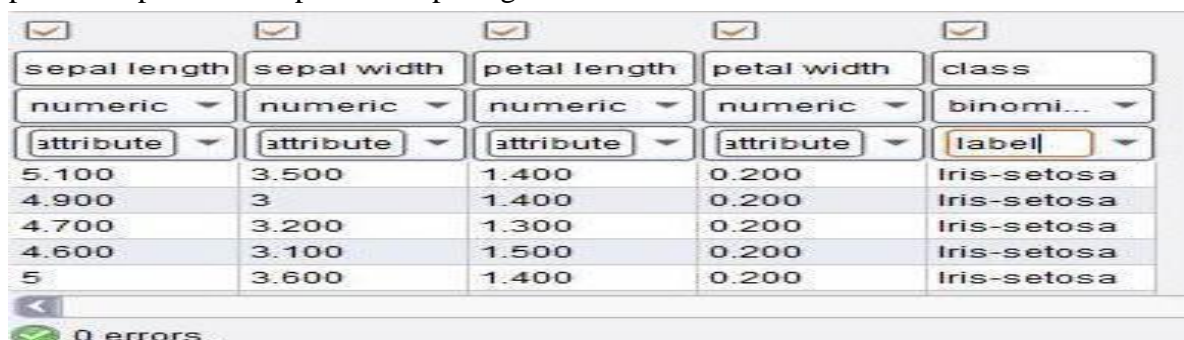 sepal length sepal width petal length petal width class
numeric numeric numeric numeric binomi...
attribute attribute attribute attribute label
5.100 3.500 1.400 0.200 Iris-setosa
4.900 3 1.400 0.200 Iris-setosa
4.700 3.200 1.300 0.200 Iris-setosa
4.600 3.100 1.500 0.200 Iris-setosa
5 3.600 1.400 0.200 Iris-setosa
0 errors.